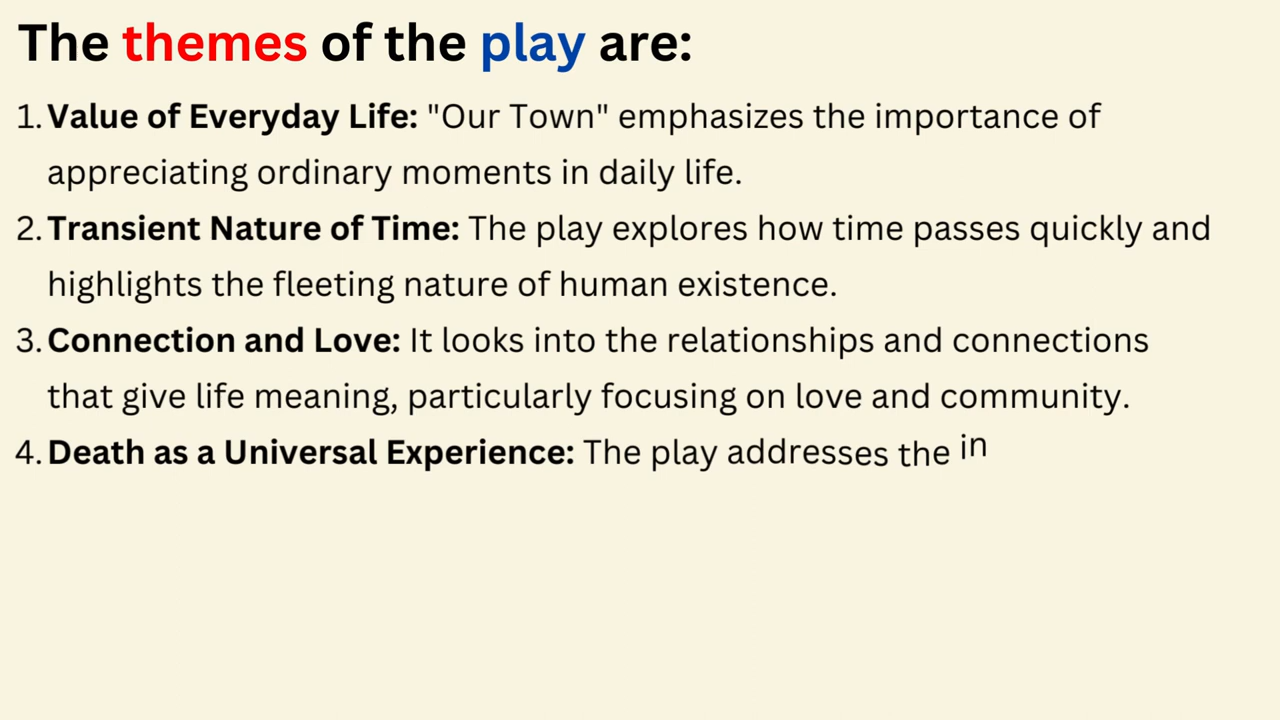 The themes of the play are:
1. Value of Everyday Life: "Our Town" emphasizes the importance of
appreciating ordinary moments in daily life.
2. Transient Nature of Time: The play explores how time passes quickly and
highlights the fleeting nature of human existence.
3. Connection and Love: It looks into the relationships and connections
that give life meaning, particularly focusing on love and community.
4. Death as a Universal Experience: The play addresses the in